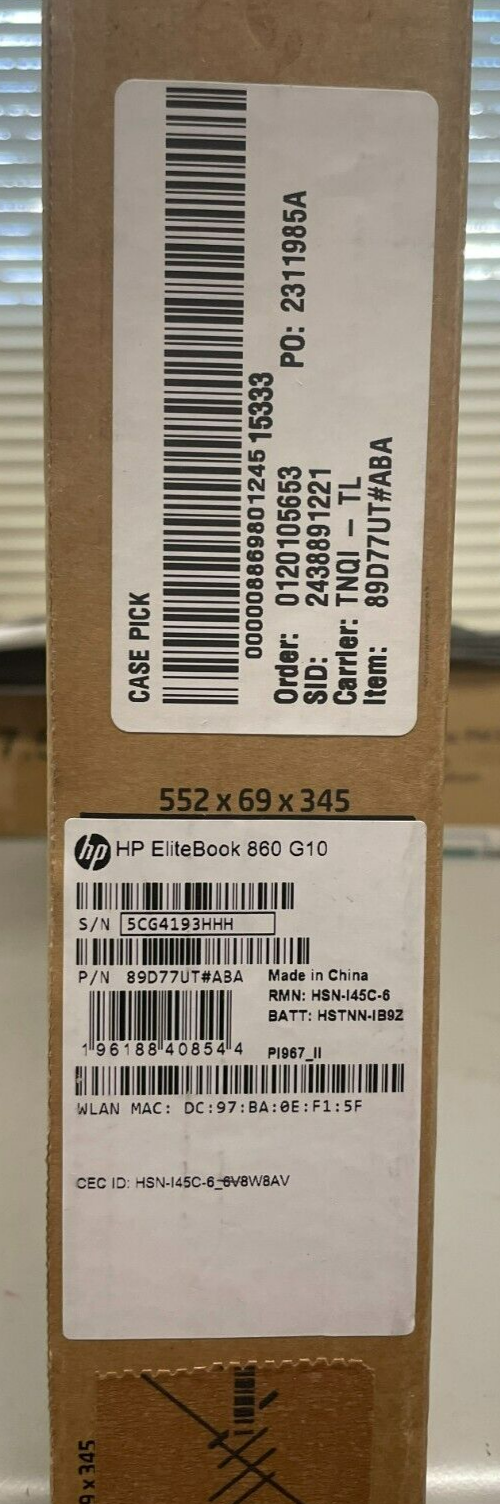 CASE PICK
00000886980124515333
Order: 0120105653 PO: 2311985A
SID: 2438891221
Carrier: TNQI - TL
Item: 89D77UT#ABA
552 x 69 x 345
hp HP EliteBook 860 G10
S/N 5CG4193HHH
P/N 89D77UT#ABA Made in China
RMN: HSN-I45C-6
BATT: HSTNN-IB9Z
1 96188 40854 4 PI967_II
WLAN MAC: DC:97:BA:0E:F1:5F
CEC ID: HSN-I45C-6_6V8W8AV
9 x 345